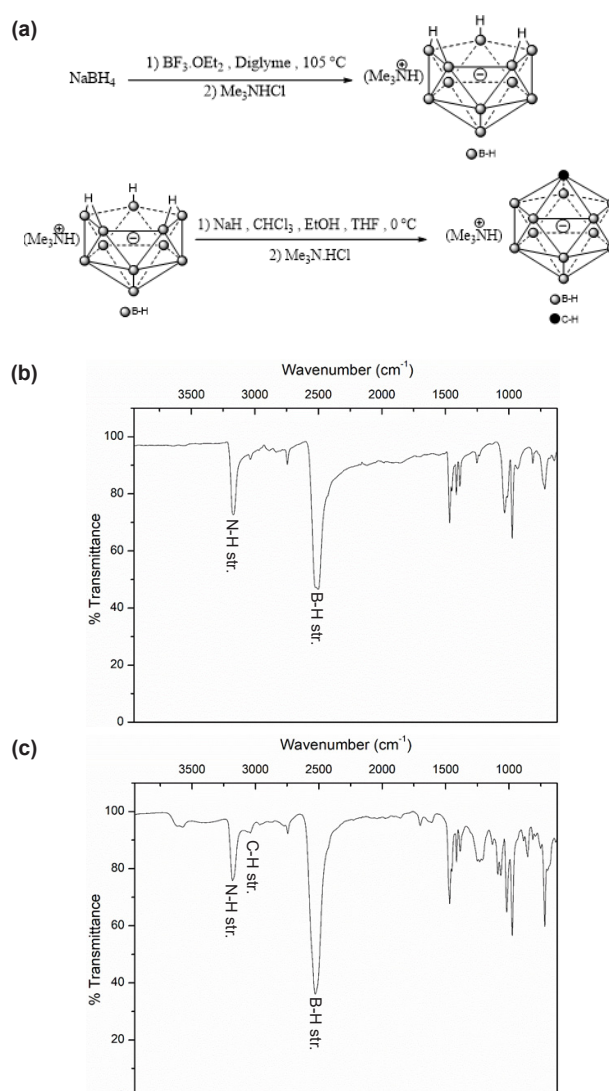 (a)
H
H H
1) BF₃.OEt₂ , Diglyme , 105 °C
NaBH₄
2) Me₃NHCl
(Me₃NH)
⊕
⊖
B-H
H
H H
1) NaH , CHCl₃ , EtOH , THF , 0 °C
(Me₃NH)
⊕
⊖
2) Me₃N.HCl
(Me₃NH)
⊕
⊖
B-H
B-H
C-H
(b)
Wavenumber (cm⁻¹)
3500 3000 2500 2000 1500 1000
100
80
60
40
20
0
% Transmittance
N-H str.
B-H str.
(c)
Wavenumber (cm⁻¹)
3500 3000 2500 2000 1500 1000
100
80
60
40
20
% Transmittance
N-H str.
C-H str.
B-H str.